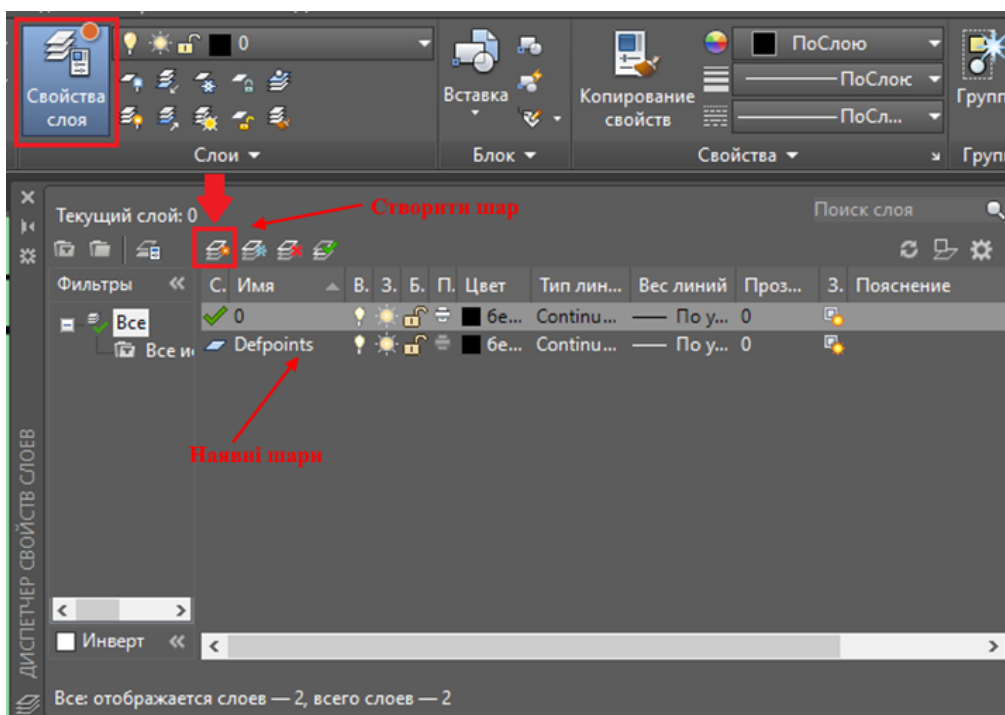 0
ПоСлою
Свойства
слоя
Вставка
Копирование
свойств
ПоСлою
ПоСл...
Групп
Слои
Блок
Свойства
Груп
Текущий слой: 0
Створити шар
Поиск слоя
Фильтры
С. Имя В. З. Б. П. Цвет Тип лин... Вес линий Проз... З. Пояснение
Все
0 бе... Continu... По у... 0
Все и
Defpoints бе... Continu... По у... 0
Наявні шари
ДИСПЕТЧЕР СВОЙСТВ СЛОЕВ
Инверт
Все: отображается слоев — 2, всего слоев — 2